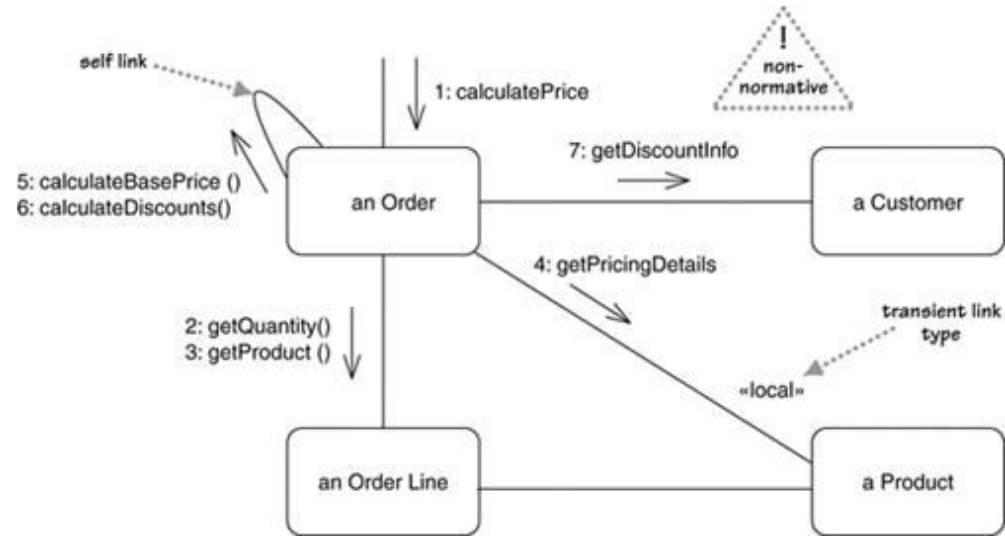 self link
1: calculatePrice
!
non-
normative
7: getDiscountInfo
5: calculateBasePrice ()
6: calculateDiscounts()
an Order
a Customer
4: getPricingDetails
2: getQuantity()
3: getProduct ()
transient link
type
«local»
an Order Line
a Product